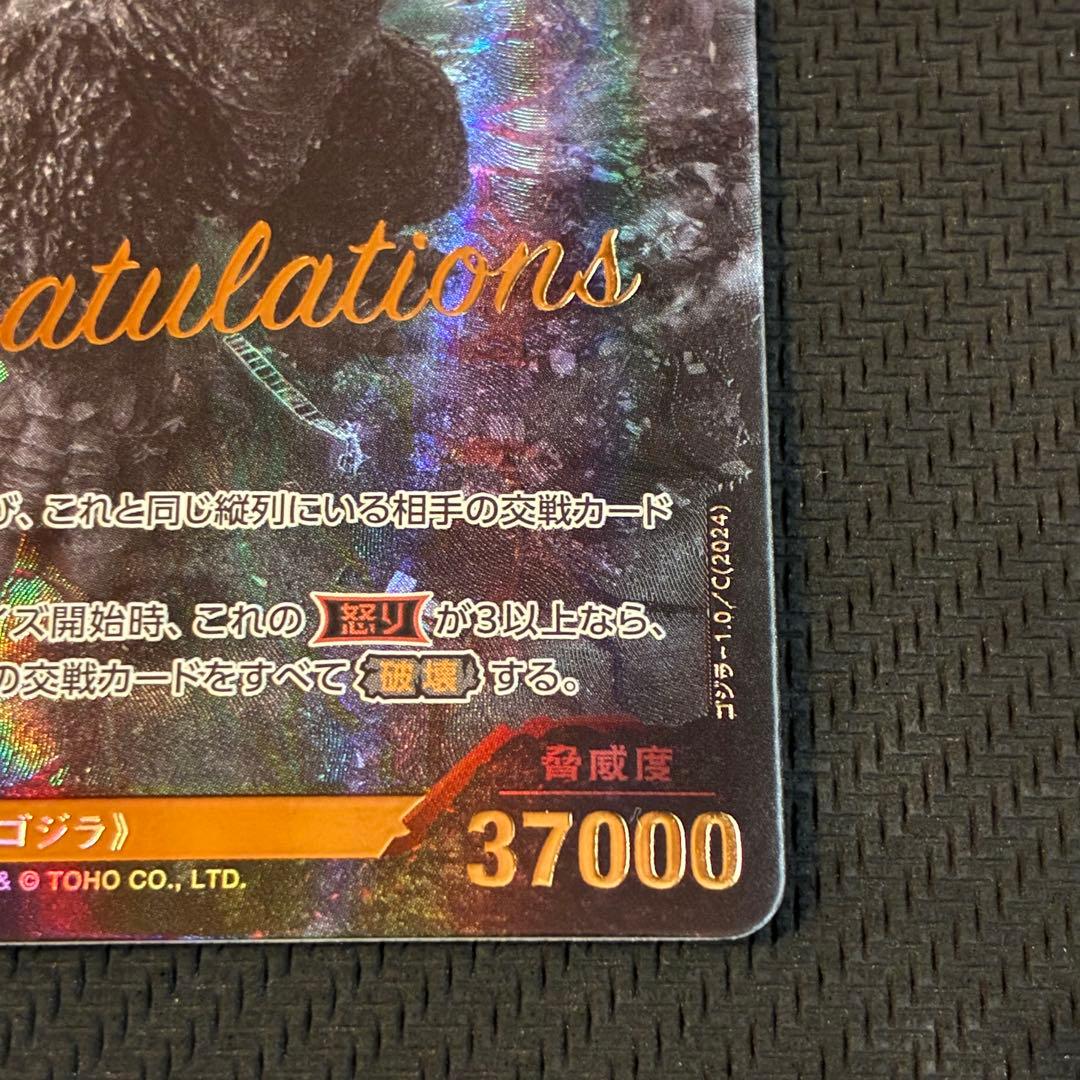 atulations
び、これと同じ縦列にいる相手の交戦カード
イズ開始時、これの 怒り が3以上なら、
の交戦カードをすべて 破壊 する。
ゴジラ-1.0/C(2024)
脅威度
37000
ゴジラ》
& © TOHO CO., LTD.